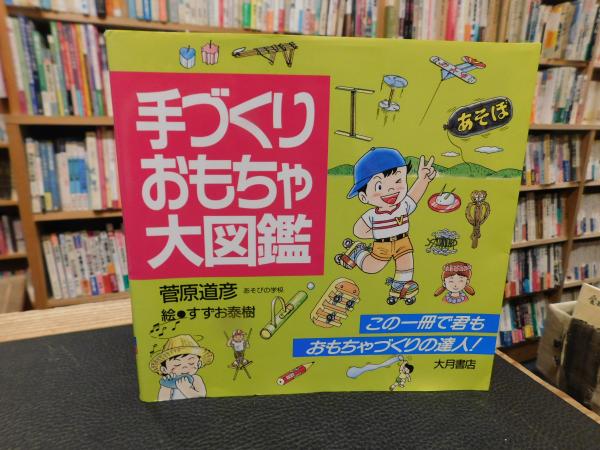 手づくり
おもちゃ
大図鑑
菅原道彦 あそびの学校
絵●すずお泰樹
あそぼ
この一冊で君も
おもちゃづくりの達人!
大月書店